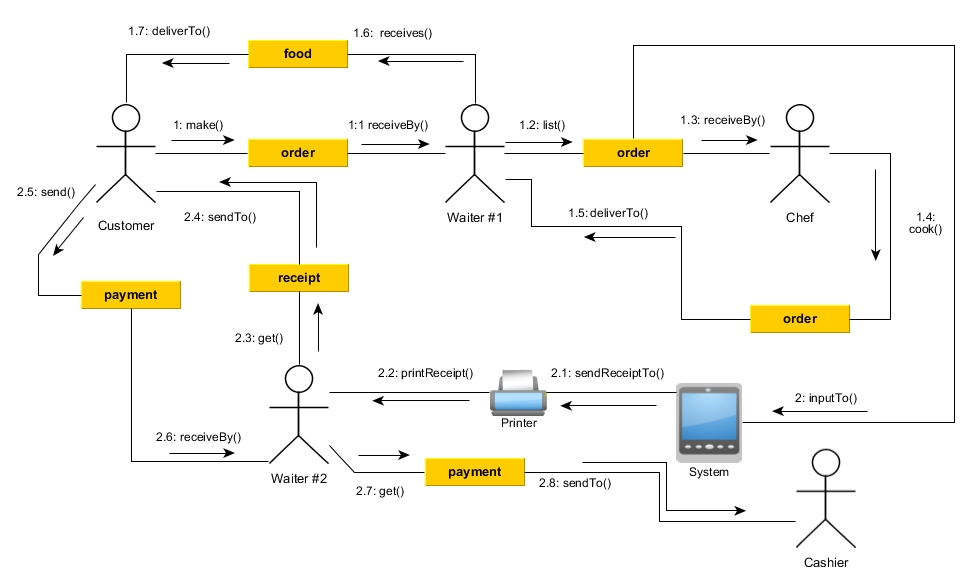 1.7: deliverTo()
food
1.6: receives()
1: make()
order
1:1 receiveBy()
1.2: list()
order
1.3: receiveBy()
2.5: send()
Customer
2.4: sendTo()
Waiter #1
1.5: deliverTo()
Chef
1.4:
cook()
payment
receipt
order
2.3: get()
2.2: printReceipt()
2.1: sendReceiptTo()
Printer
2: inputTo()
System
2.6: receiveBy()
Waiter #2
2.7: get()
payment
2.8: sendTo()
Cashier